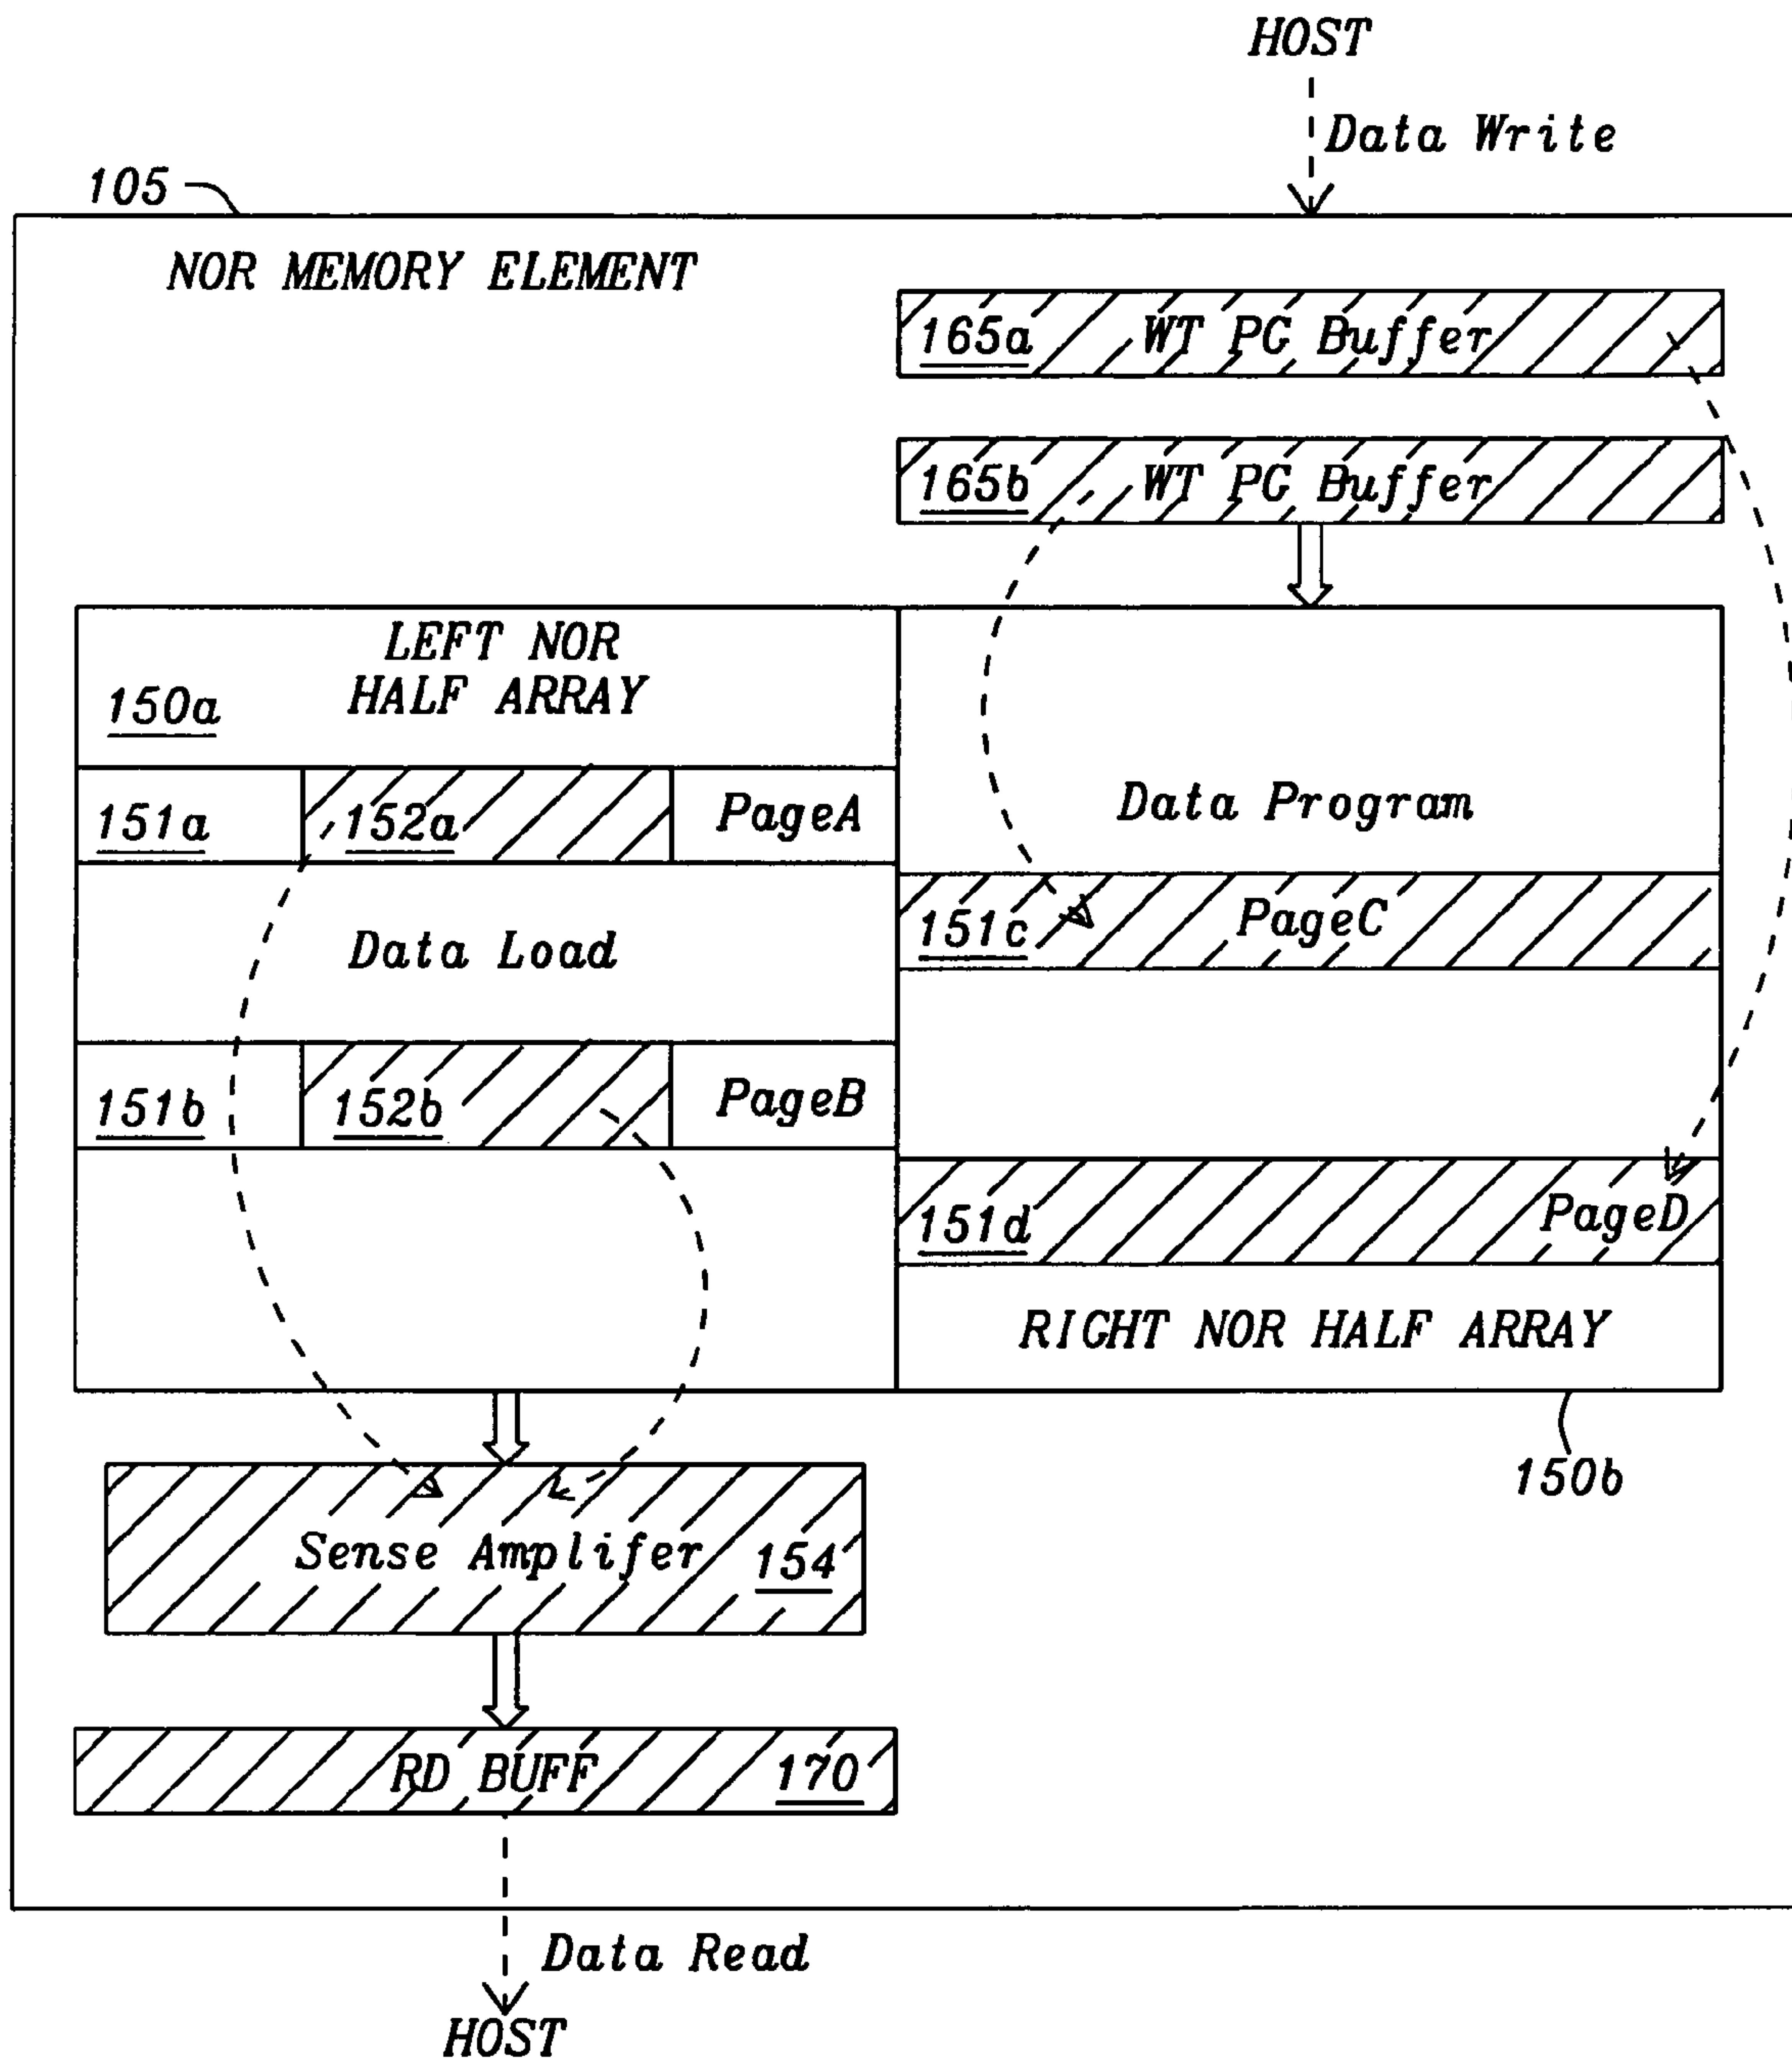 HOST
Data Write
105
NOR MEMORY ELEMENT
165a WT PG Buffer
165b WT PG Buffer
LEFT NOR
HALF ARRAY
150a
151a 152a PageA
Data Program
151c PageC
Data Load
151b 152b PageB
151d PageD
RIGHT NOR HALF ARRAY
150b
Sense Amplifer 154
RD BUFF 170
Data Read
HOST